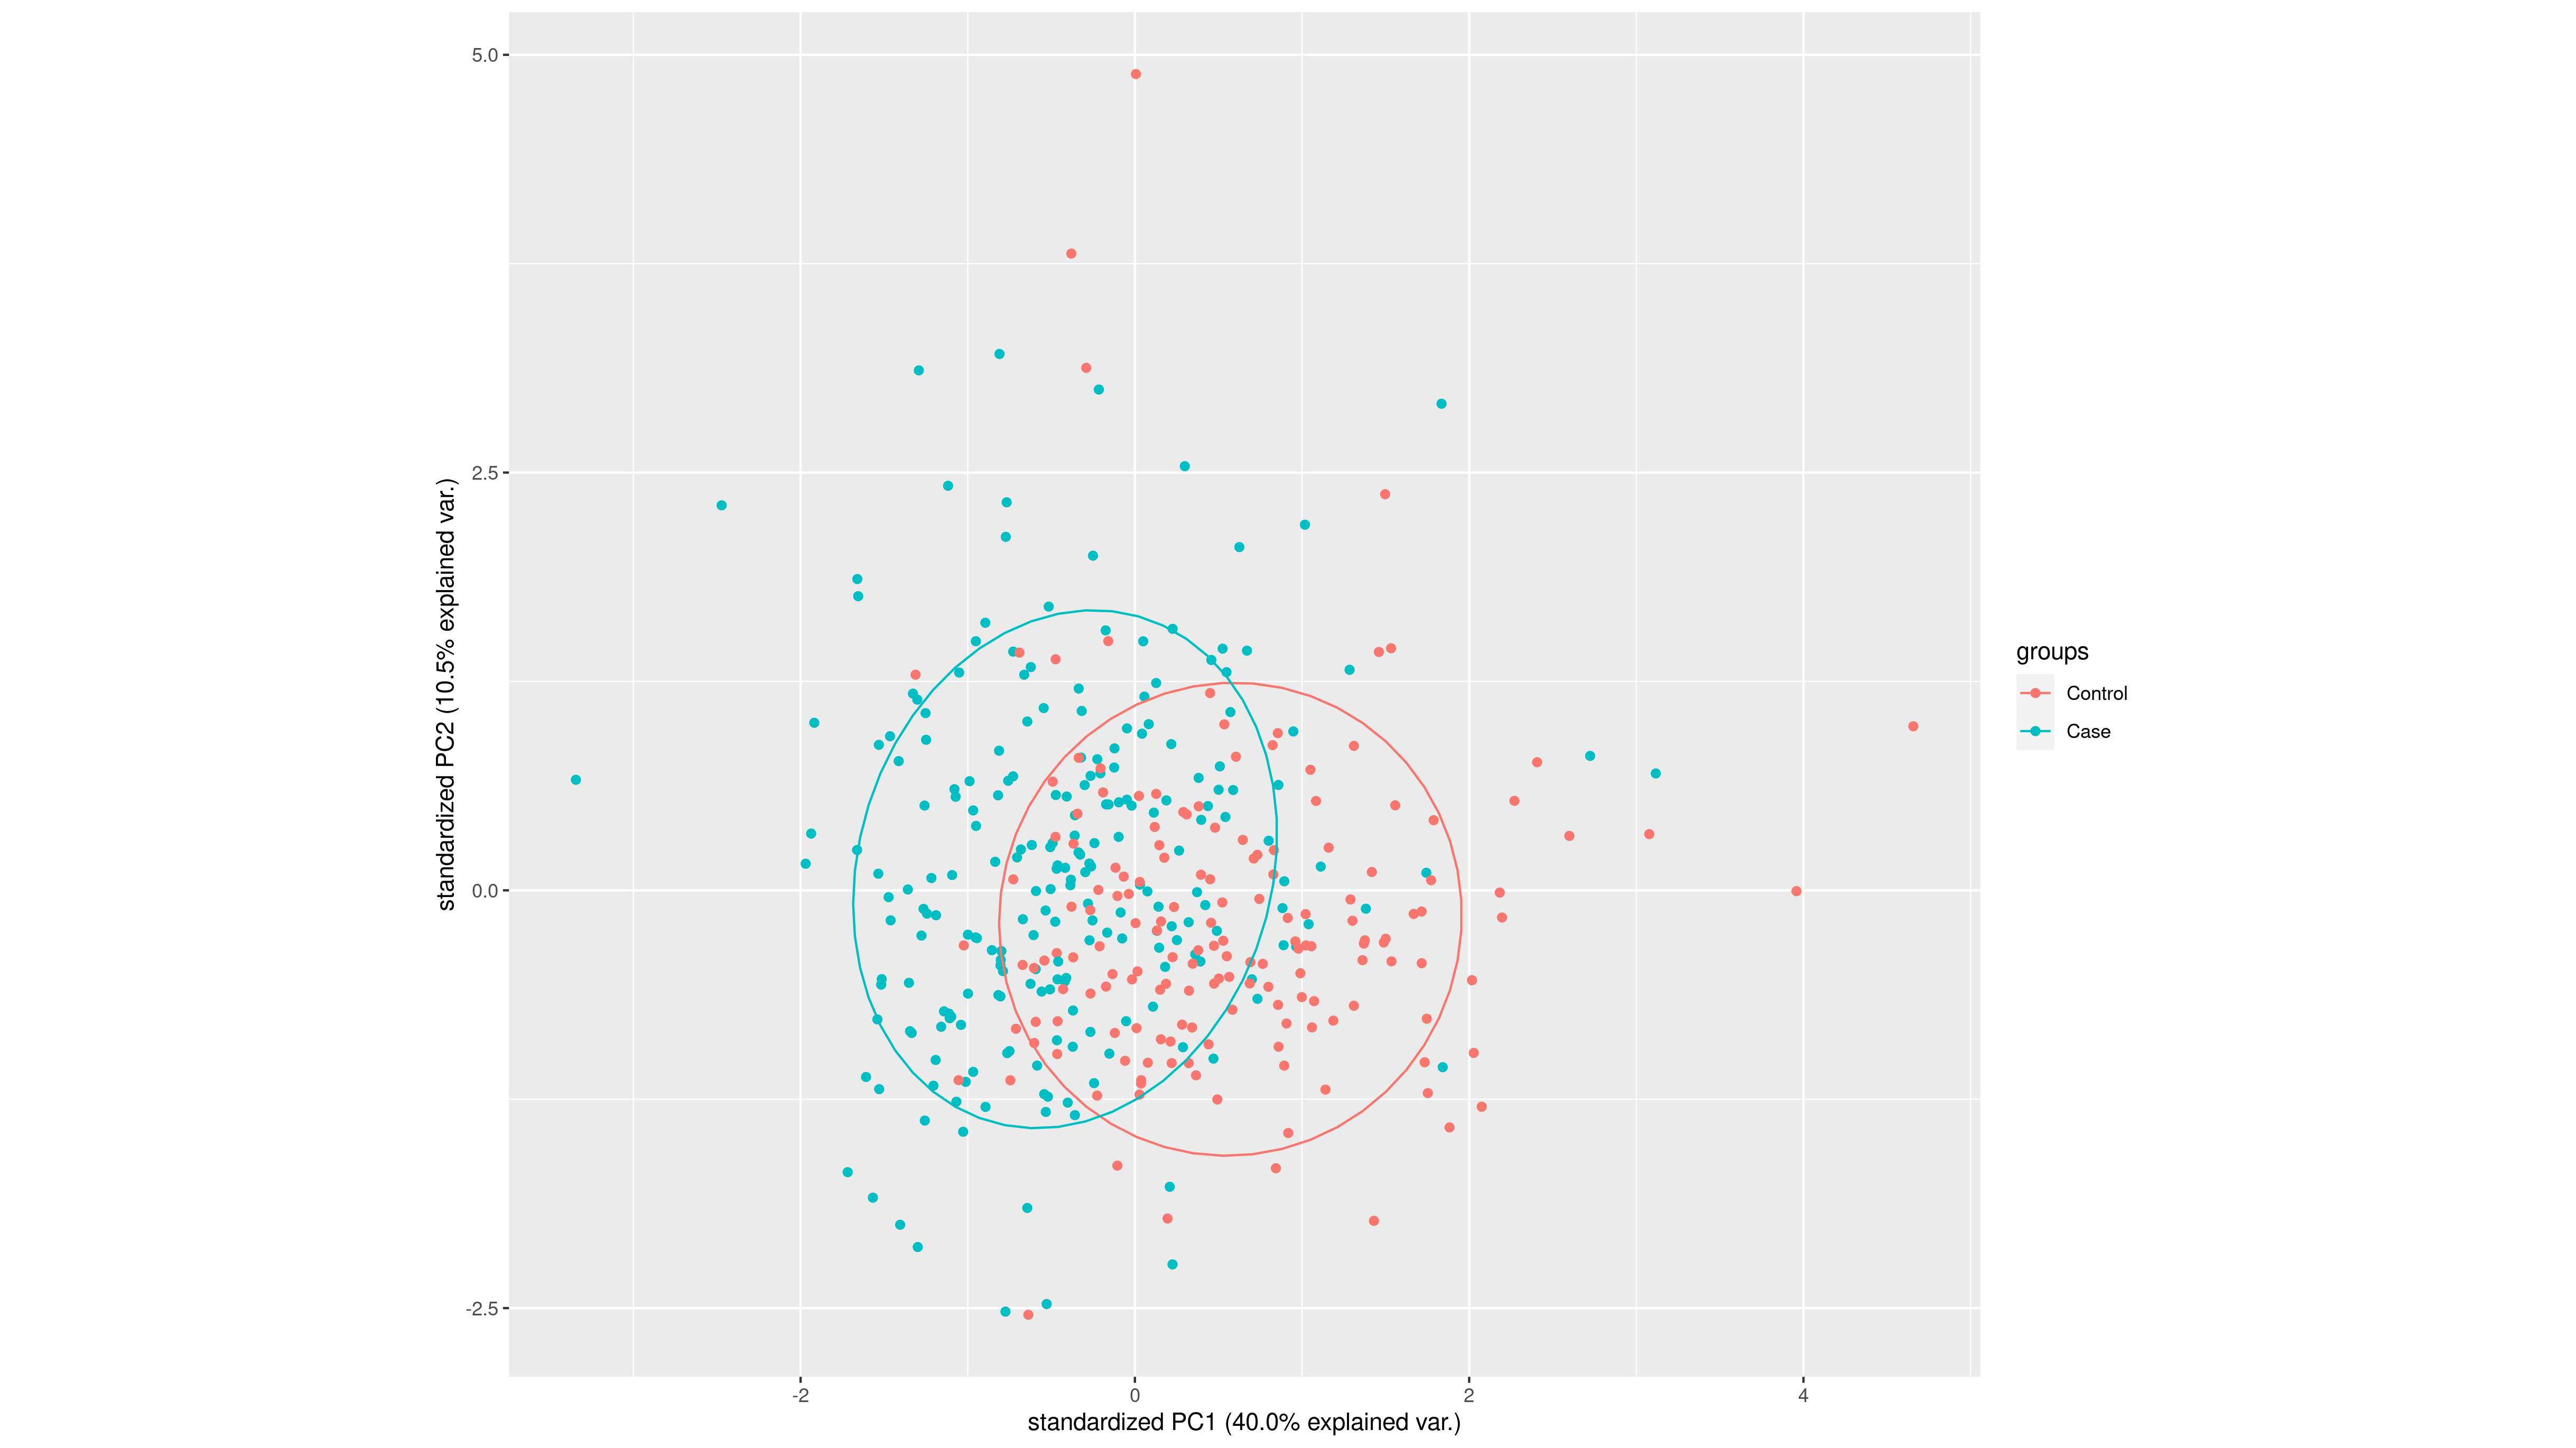 5.0
2.5
0.0
-2.5
standardized PC2 (10.5% explained var.)
-2
0
2
4
standardized PC1 (40.0% explained var.)
groups
Control
Case